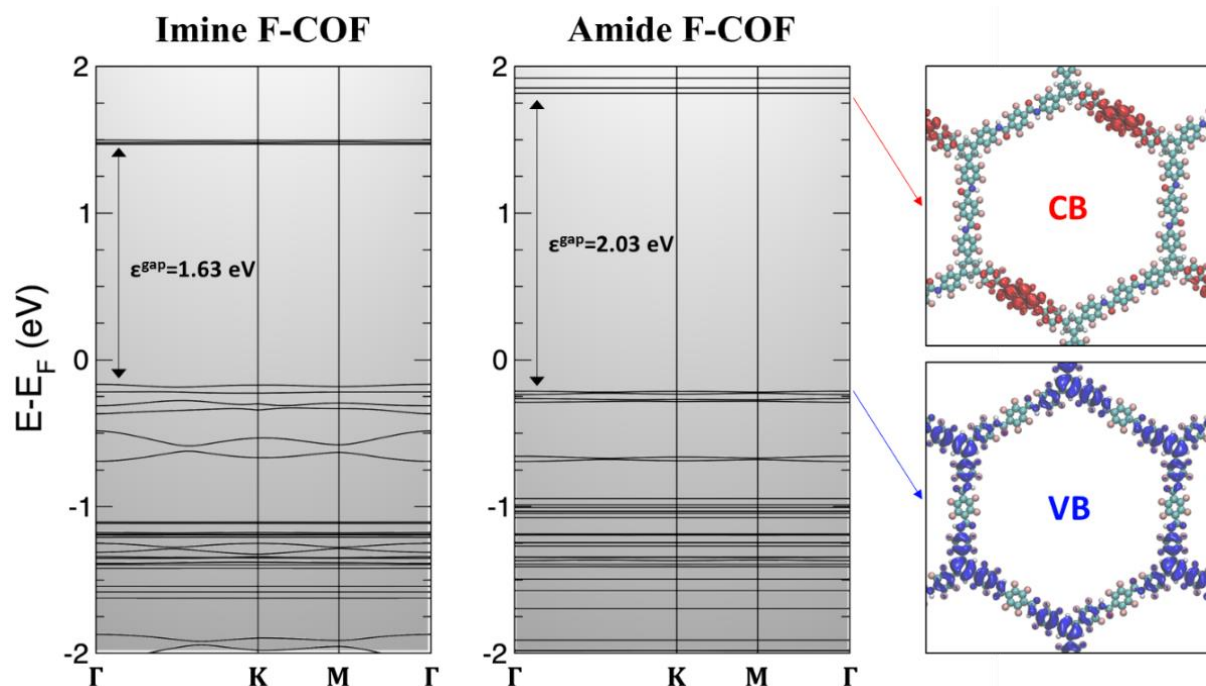 Imine F-COF
Amide F-COF
E-E_F (eV)
2
1
0
-1
-2
ε^gap=1.63 eV
Γ K M Γ
2
1
0
-1
-2
ε^gap=2.03 eV
Γ K M Γ
CB
VB